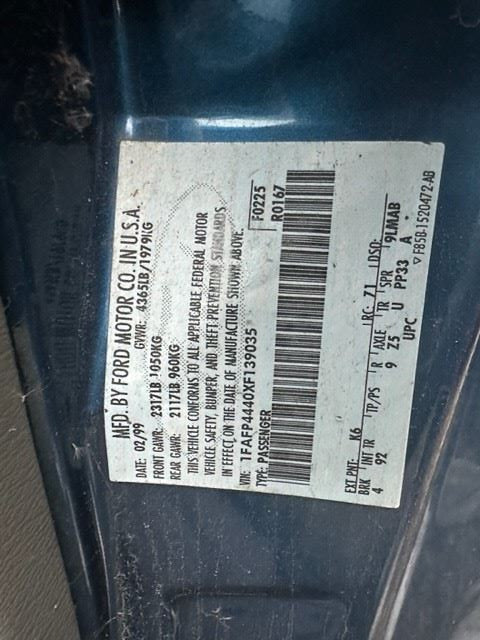 MFD. BY FORD MOTOR CO. IN U.S.A.
DATE: 02/99 GVWR: 4365LB/1979KG
FRONT GAWR: 2317LB 1050KG
REAR GAWR: 2117LB 960KG
THIS VEHICLE CONFORMS TO ALL APPLICABLE FEDERAL MOTOR
VEHICLE SAFETY, BUMPER, AND THEFT PREVENTION STANDARDS
IN EFFECT ON THE DATE OF MANUFACTURE SHOWN ABOVE.
VIN: 1FAFP4440XF139035
TYPE: PASSENGER
F0225
R0167
EXT PNT: K6 RC: 71 DSO:
BRK INT TR TP/PS R AXLE TR SPR
4 92 9 Z5 U PP33 9LMAB
UPC A
F85B-1520472-AB